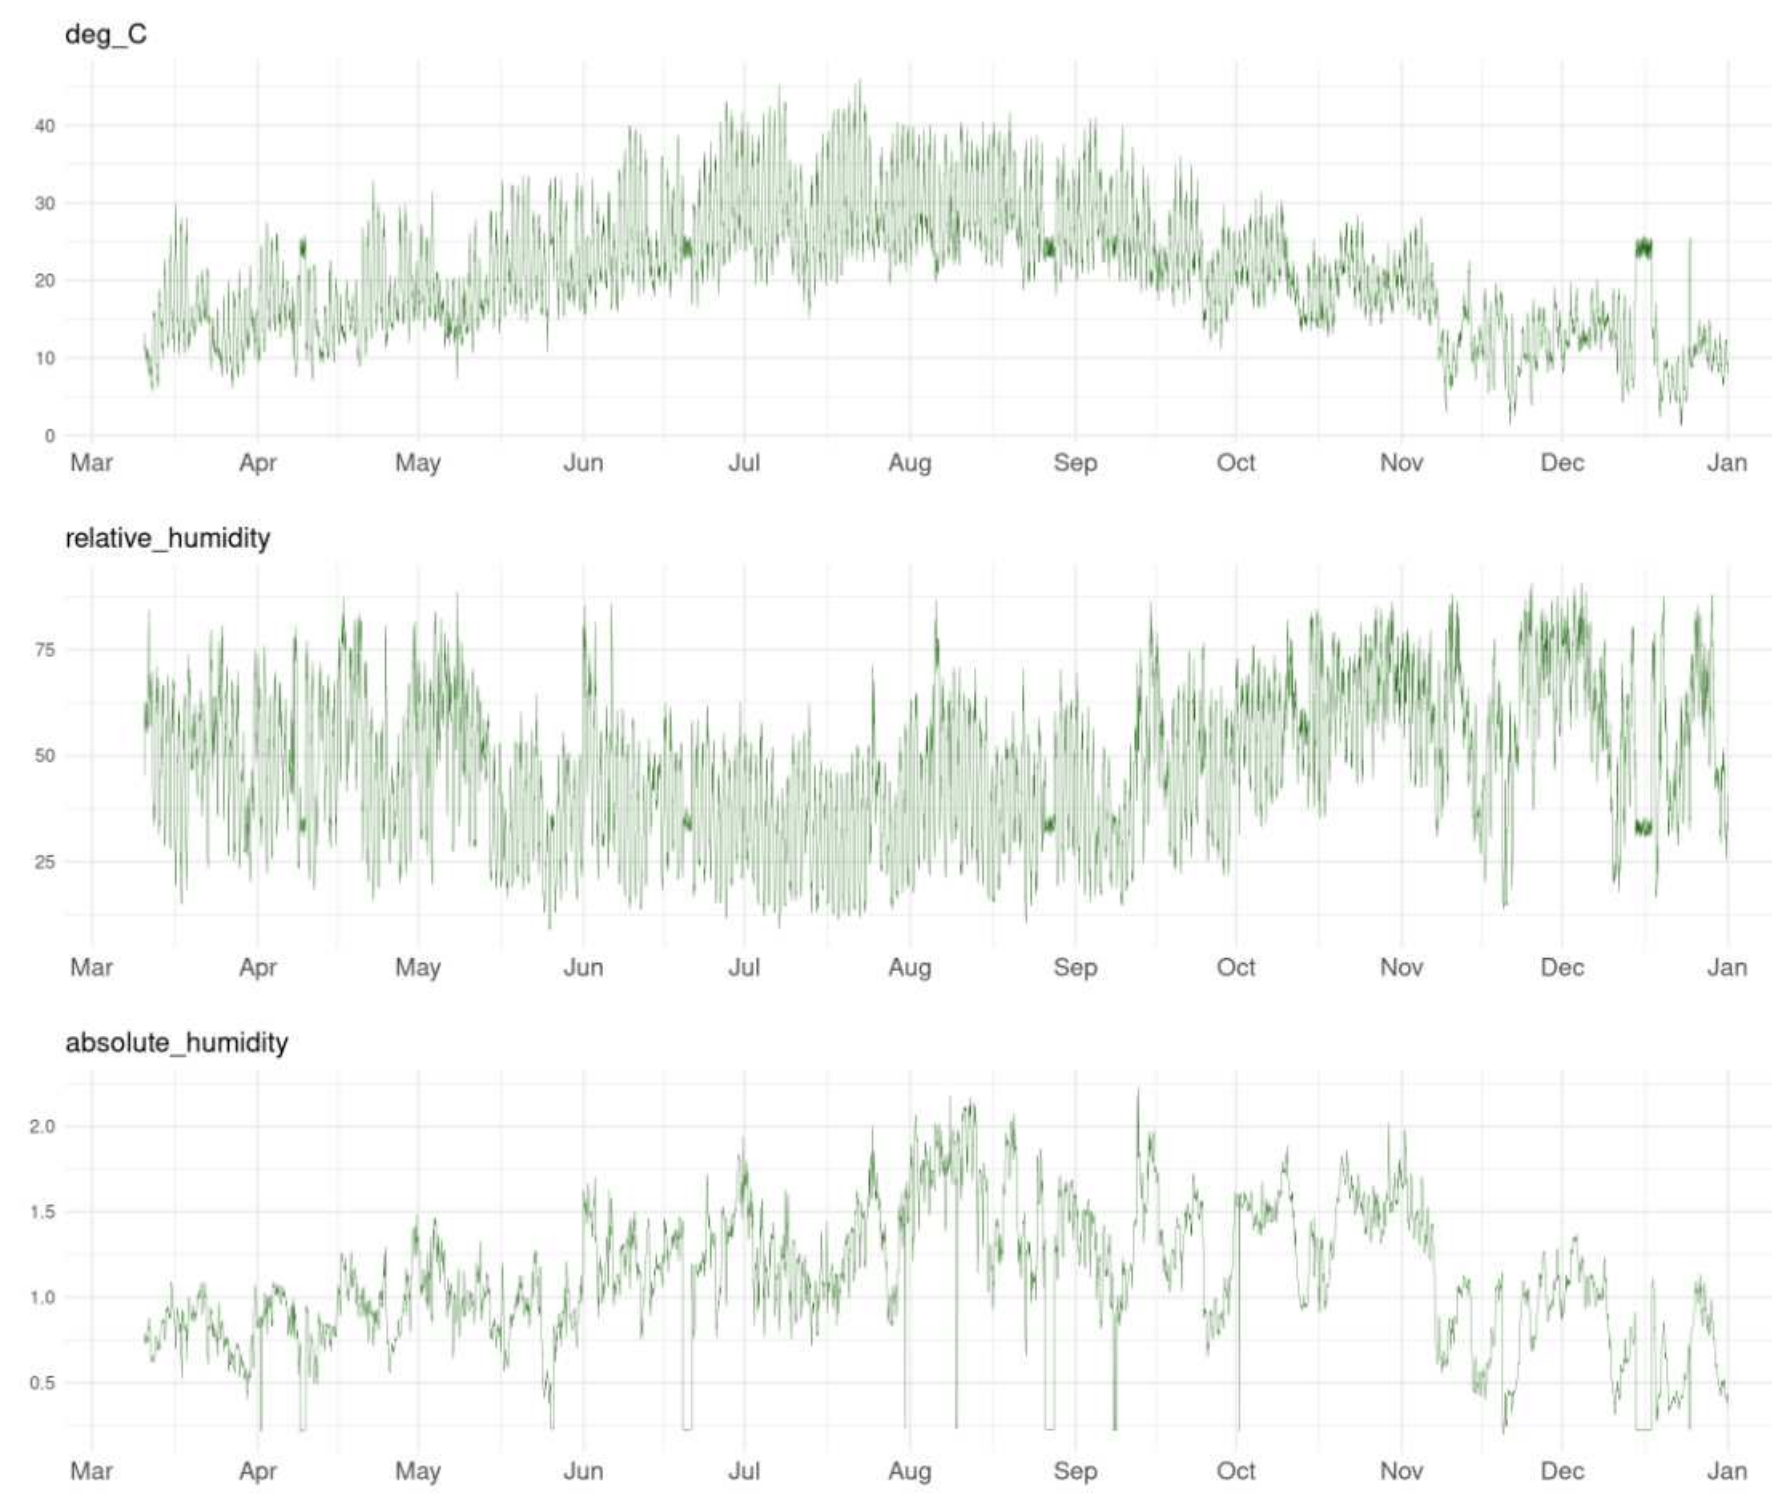 deg_C
40
30
20
10
0
Mar Apr May Jun Jul Aug Sep Oct Nov Dec Jan
relative_humidity
75
50
25
Mar Apr May Jun Jul Aug Sep Oct Nov Dec Jan
absolute_humidity
2.0
1.5
1.0
0.5
Mar Apr May Jun Jul Aug Sep Oct Nov Dec Jan